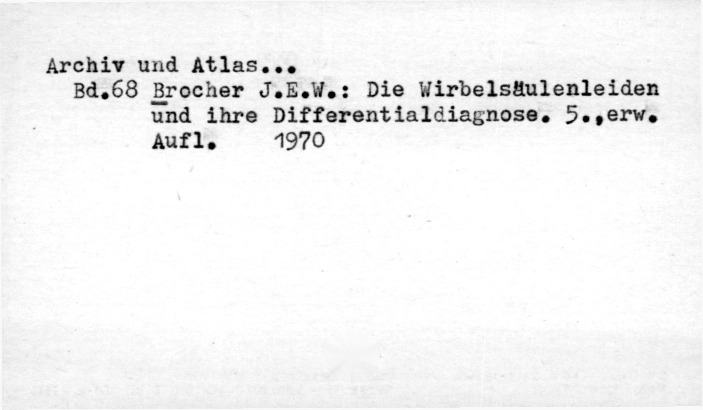 Archiv und Atlas...
Bd.68 Brocher J.E.W.: Die Wirbelsäulenleiden
und ihre Differentialdiagnose. 5.,erw.
Aufl. 1970